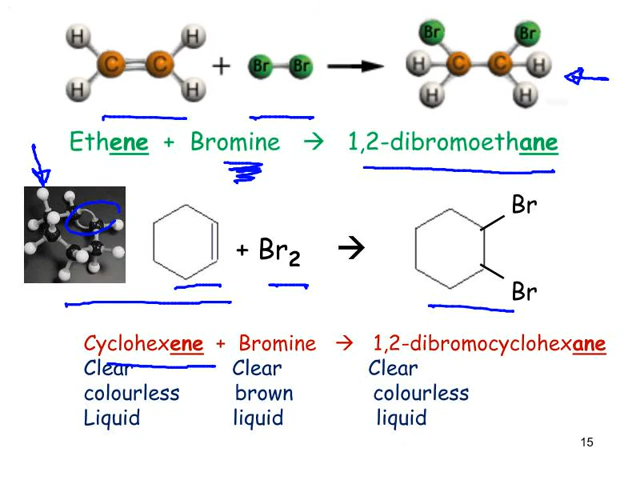 H H Br Br
C C + Br Br H C C H
H H H H
Ethene + Bromine → 1,2-dibromoethane
Br
+ Br2 →
Br
Cyclohexene + Bromine → 1,2-dibromocyclohexane
Clear Clear Clear
colourless brown colourless
Liquid liquid liquid
15